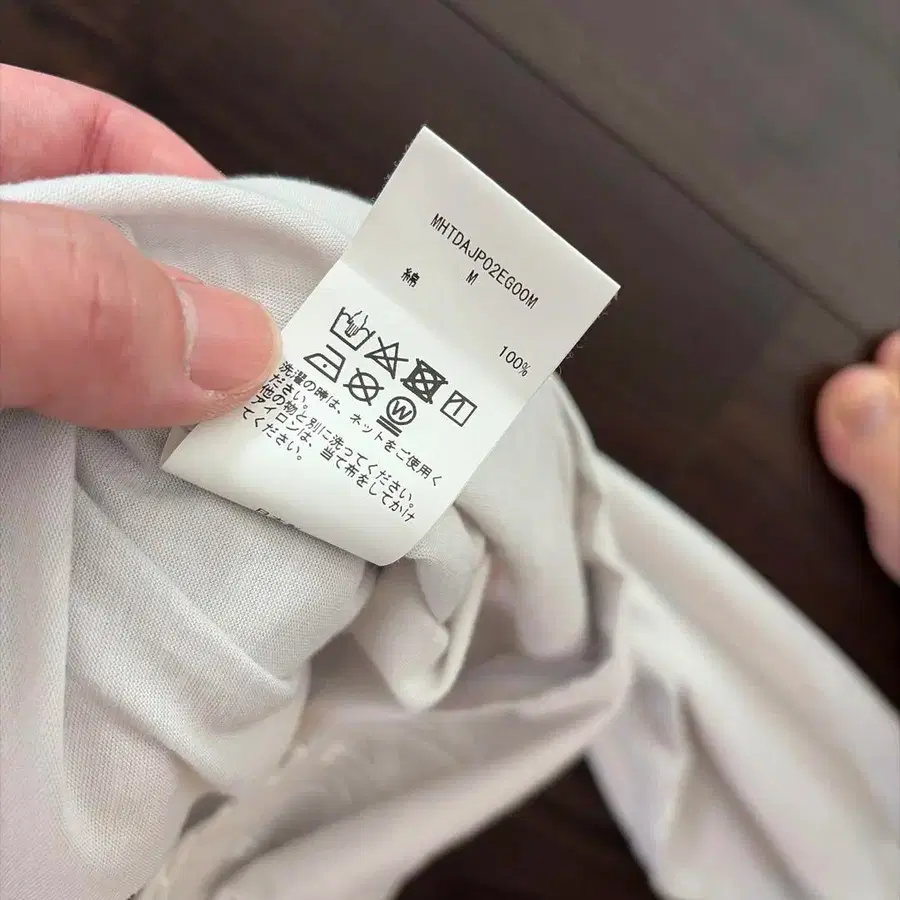 MHTDAJP02EG00M
M
綿 100%
洗濯の時は、ネットをご使用く
ださい。
他の物と別に洗ってください。
アイロンは、当て布をしてかけ
てください。